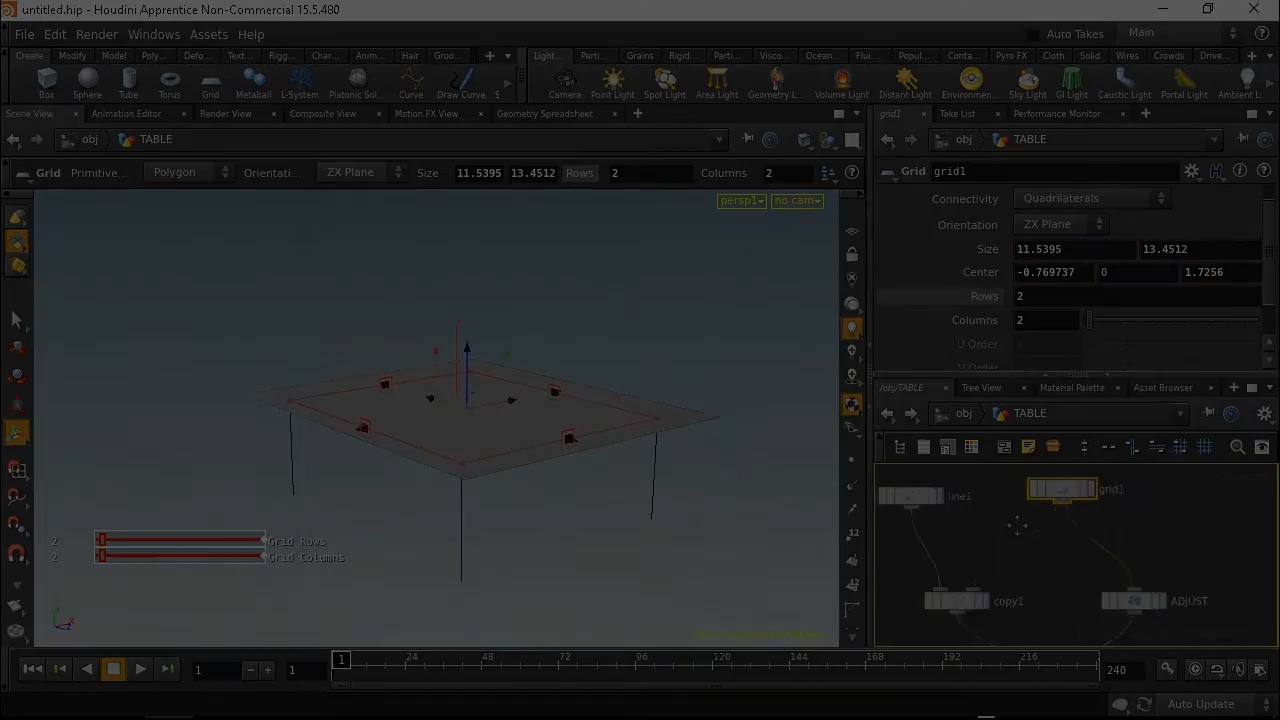 untitled.hip - Houdini Apprentice Non-Commercial 15.5.480
File Edit Render Windows Assets Help
Auto Takes Main
Create Modify Model Poly... Defo... Text... Rigg... Char... Anim... Hair Groo...
Light... Parti... Grains Rigid... Parti... Visco... Ocean... Flui... Popul... Conta... Pyro FX Cloth Solid Wires Crowds Drive...
Box Sphere Tube Torus Grid Metaball L-System Platonic Sol... Curve Draw Curve S
Camera Point Light Spot Light Area Light Geometry L... Volume Light Distant Light Environmen... Sky Light GI Light Caustic Light Portal Light Ambient L
Scene View Animation Editor Render View Composite View Motion FX View Geometry Spreadsheet
grid1 Take List Performance Monitor
obj TABLE
obj TABLE
Grid Primitive... Polygon Orientati... ZX Plane Size 11.5395 13.4512 Rows 2 Columns 2
Grid grid1
persp1 no cam
Connectivity Quadrilaterals
Orientation ZX Plane
Size 11.5395 13.4512
Center -0.769737 0 1.7256
Rows 2
Columns 2
U Order
V Order
/obj/TABLE Tree View Material Palette Asset Browser
obj TABLE
line1
grid1
copy1
ADJUST
2 Grid Rows
2 Grid Columns
12
42
1 1 1 24 48 72 96 120 144 168 192 216 240
Auto Update